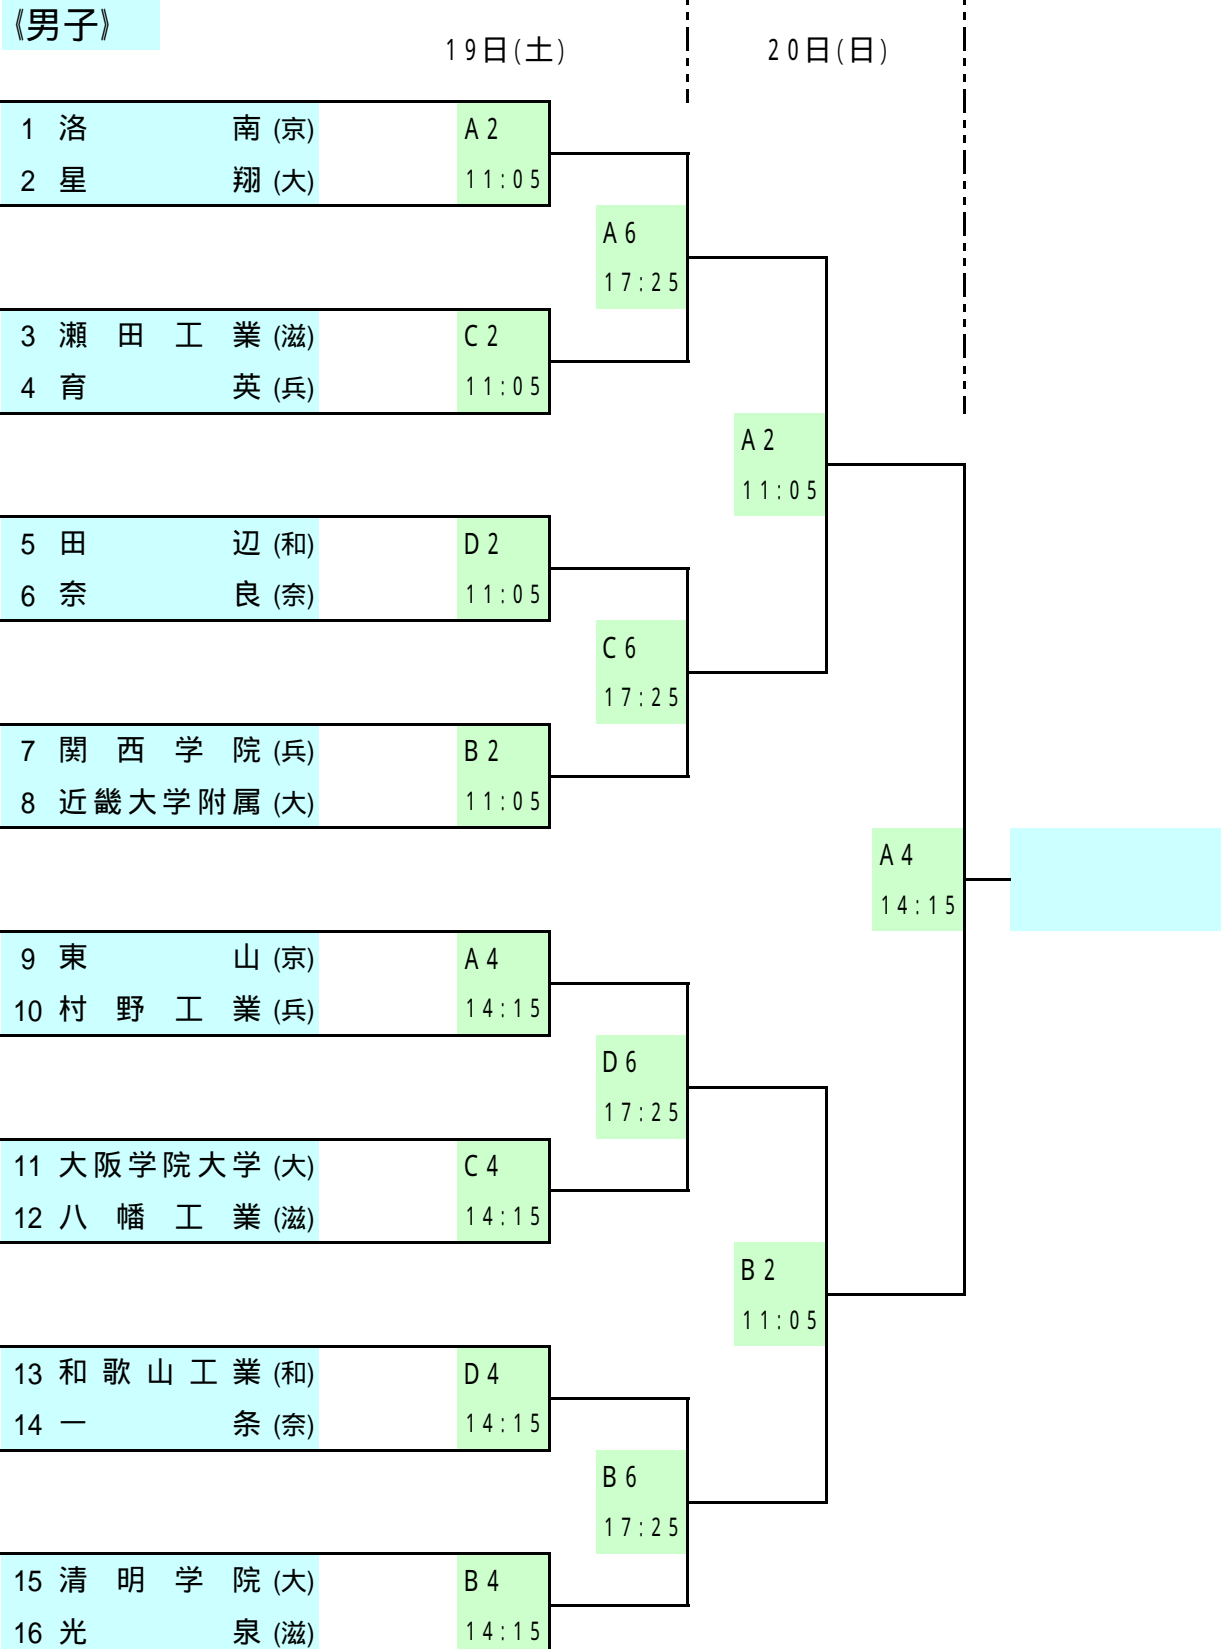 《男子》
19日(土)
20日(日)
1 洛南 (京) A2
2 星翔 (大) 11:05
A6
17:25
3 瀬田工業 (滋) C2
4 育英 (兵) 11:05
A2
11:05
5 田辺 (和) D2
6 奈良 (奈) 11:05
C6
17:25
7 関西学院 (兵) B2
8 近畿大学附属 (大) 11:05
A4
14:15
9 東山 (京) A4
10 村野工業 (兵) 14:15
D6
17:25
11 大阪学院大学 (大) C4
12 八幡工業 (滋) 14:15
B2
11:05
13 和歌山工業 (和) D4
14 一条 (奈) 14:15
B6
17:25
15 清明学院 (大) B4
16 光泉 (滋) 14:15